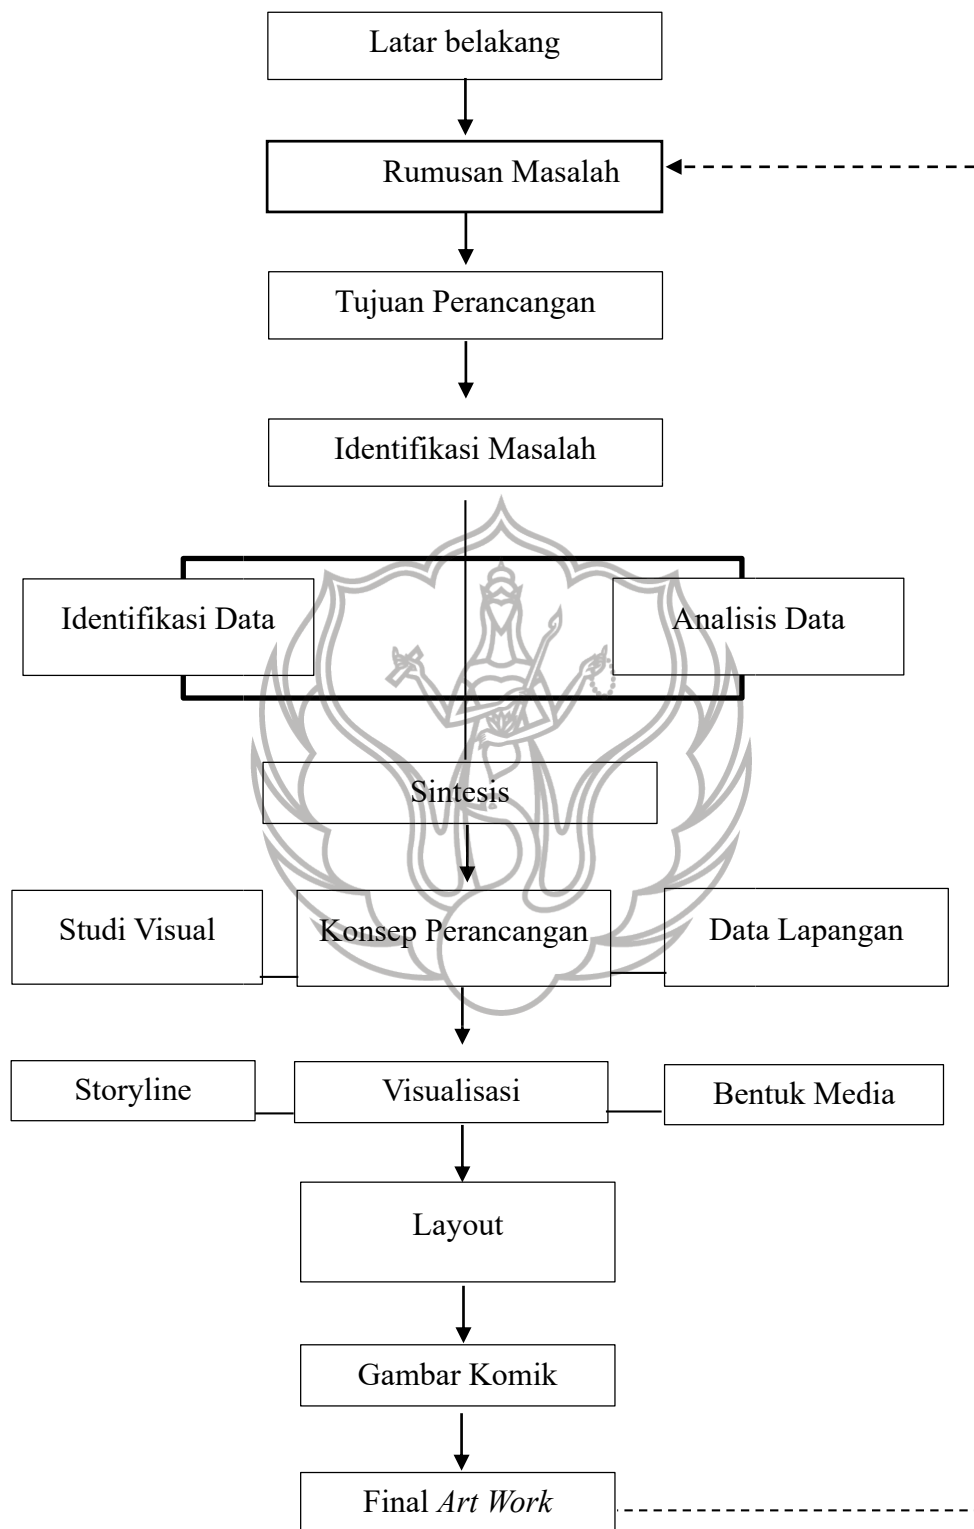 Latar belakang
Rumusan Masalah
Tujuan Perancangan
Identifikasi Masalah
Identifikasi Data
Analisis Data
Sintesis
Studi Visual
Konsep Perancangan
Data Lapangan
Storyline
Visualisasi
Bentuk Media
Layout
Gambar Komik
Final Art Work